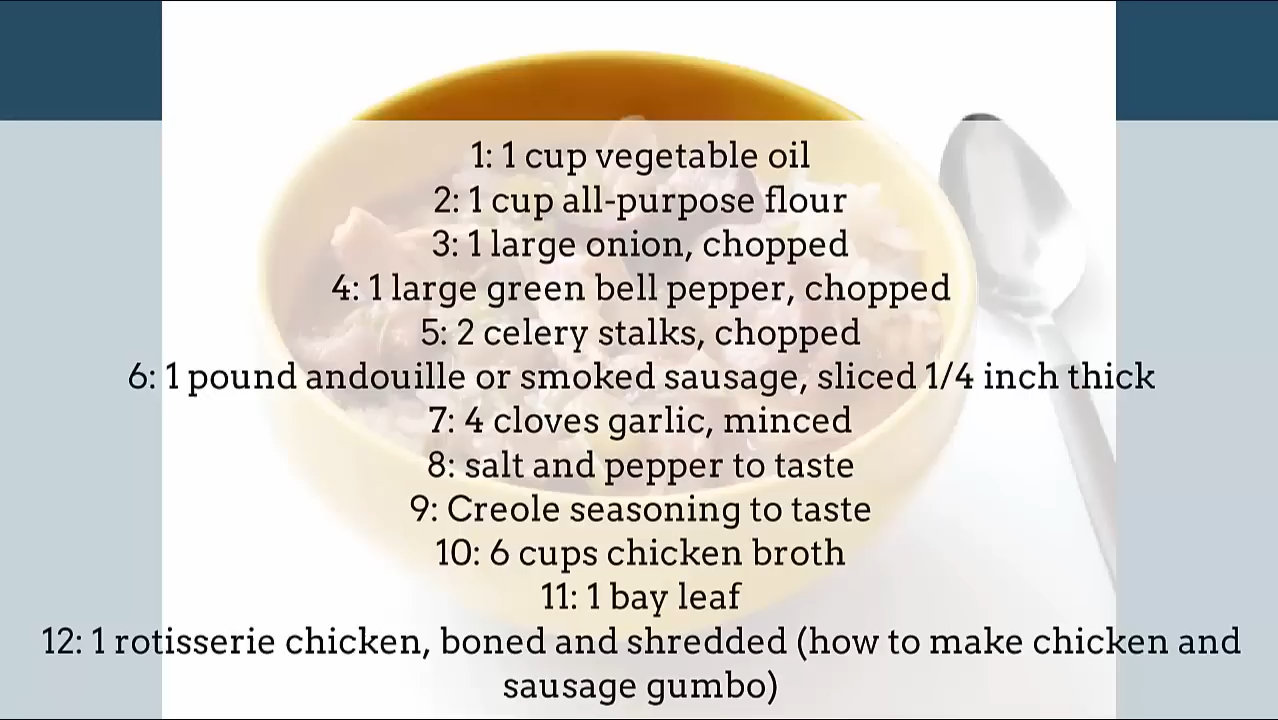 1: 1 cup vegetable oil
2: 1 cup all-purpose flour
3: 1 large onion, chopped
4: 1 large green bell pepper, chopped
5: 2 celery stalks, chopped
6: 1 pound andouille or smoked sausage, sliced 1/4 inch thick
7: 4 cloves garlic, minced
8: salt and pepper to taste
9: Creole seasoning to taste
10: 6 cups chicken broth
11: 1 bay leaf
12: 1 rotisserie chicken, boned and shredded (how to make chicken and
sausage gumbo)